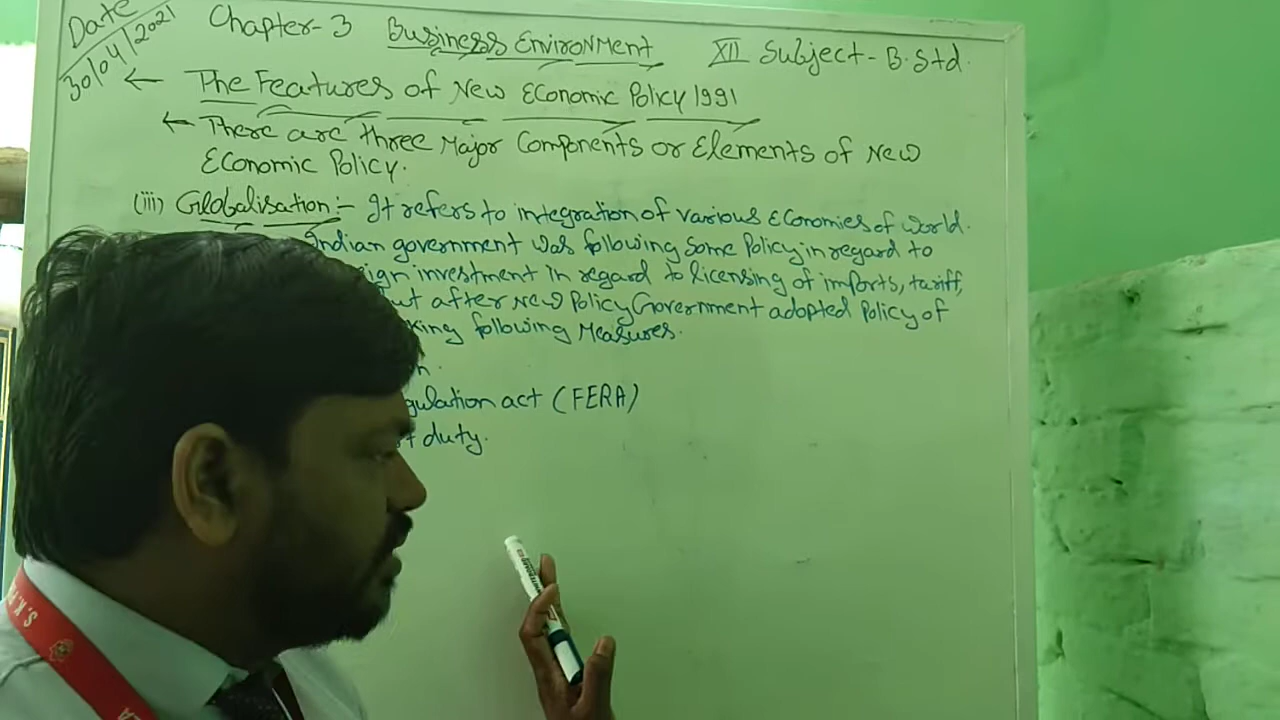 Date
30/04/2021
Chapter-3 Business Environment XII Subject - B.Std.
← The Features of New Economic Policy 1991
← There are three Major Components or Elements of New
Economic Policy.
(iii) Globalisation:- It refers to integration of various Economies of world.
Indian government was following some Policy in regard to
ign investment in regard to licensing of imports, tariff,
ut after New Policy Government adopted Policy of
king following Measures.
n.
gulation act (FERA)
t duty.
S.K.